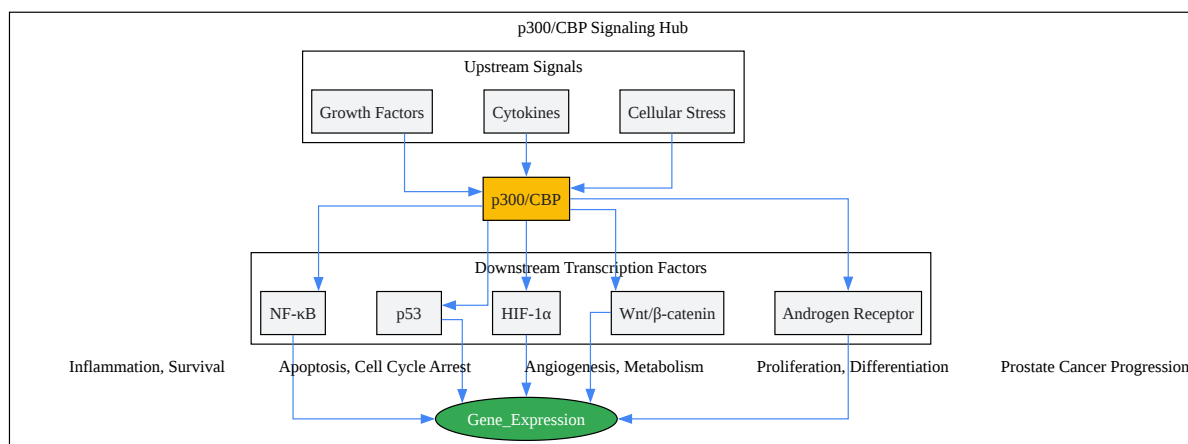 p300/CBP Signaling Hub
Upstream Signals
Growth Factors
Cytokines
Cellular Stress
p300/CBP
Downstream Transcription Factors
NF-κB
p53
HIF-1α
Wnt/β-catenin
Androgen Receptor
Inflammation, Survival
Apoptosis, Cell Cycle Arrest
Angiogenesis, Metabolism
Proliferation, Differentiation
Prostate Cancer Progression
Gene_Expression